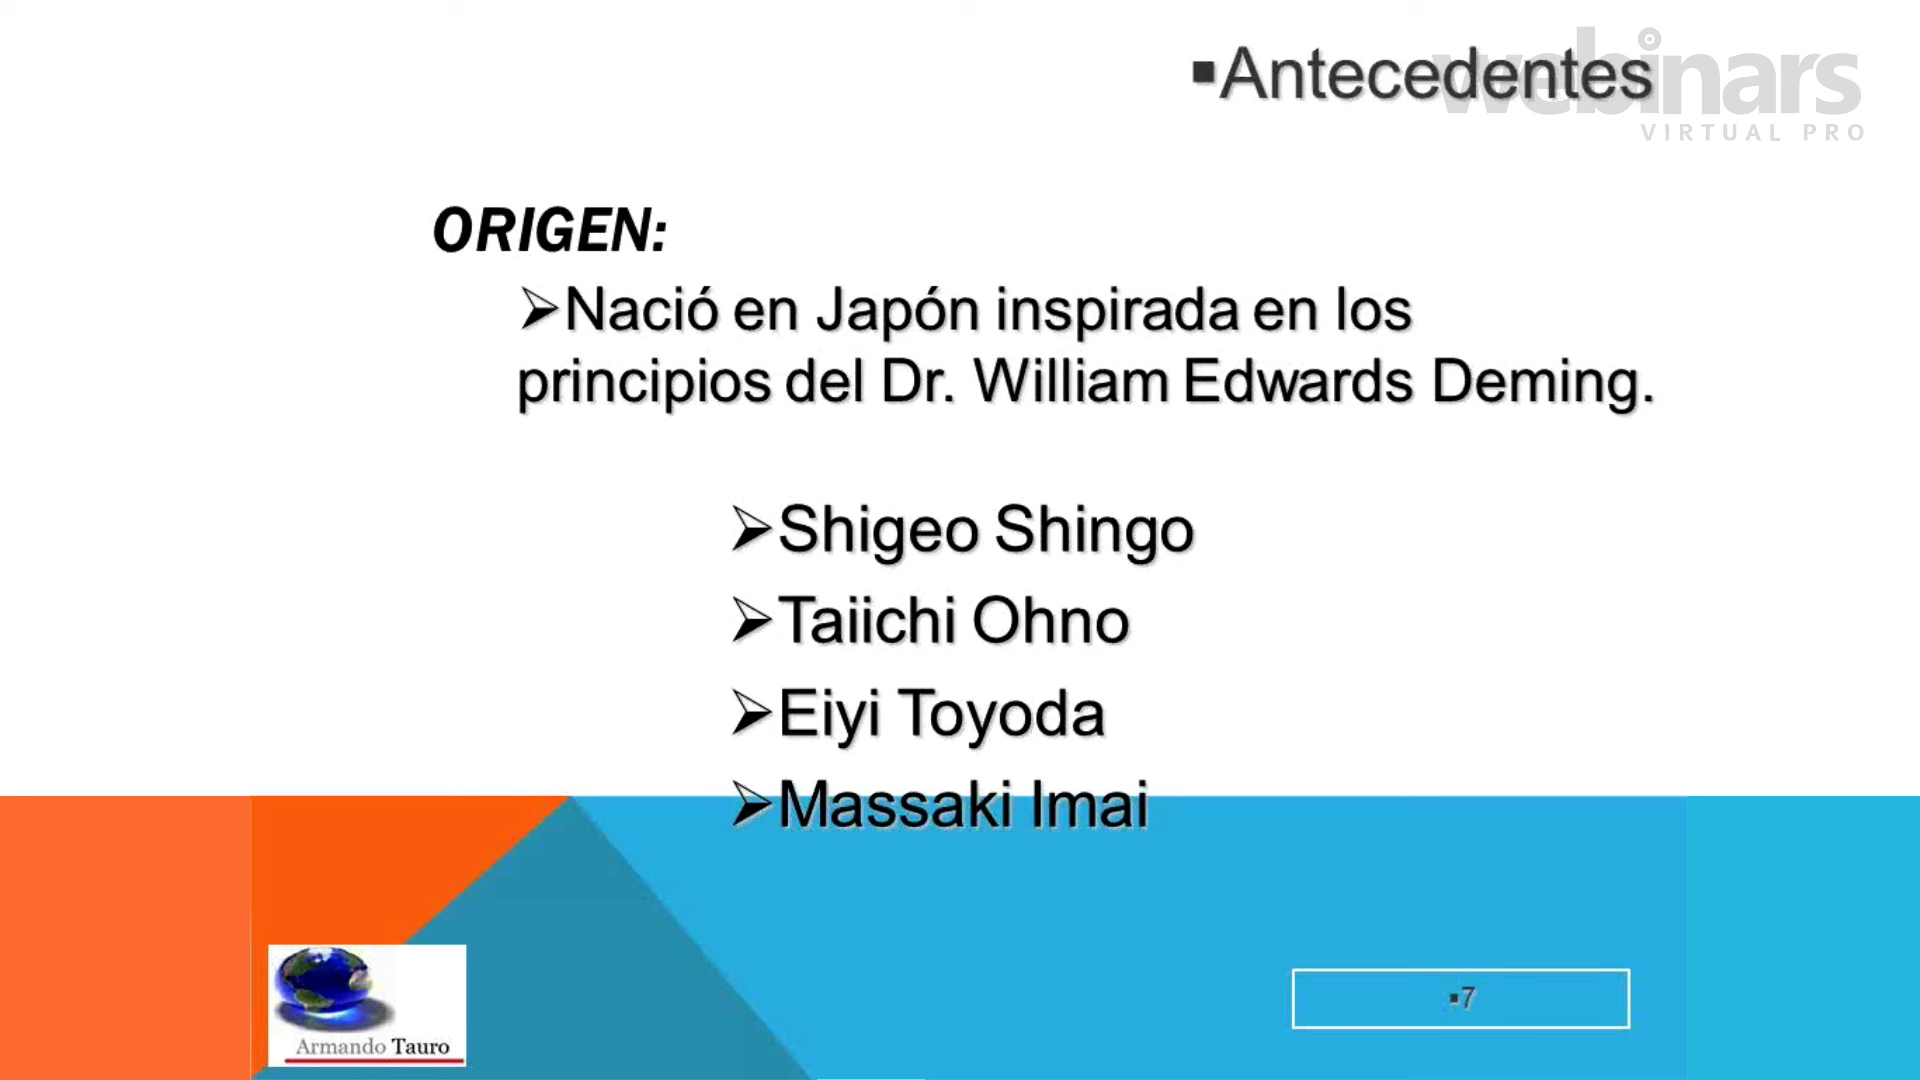 ▪Antecedentes
webinars
VIRTUAL PRO
ORIGEN:
➢Nació en Japón inspirada en los
principios del Dr. William Edwards Deming.
➢Shigeo Shingo
➢Taiichi Ohno
➢Eiyi Toyoda
➢Massaki Imai
Armando Tauro
▪7